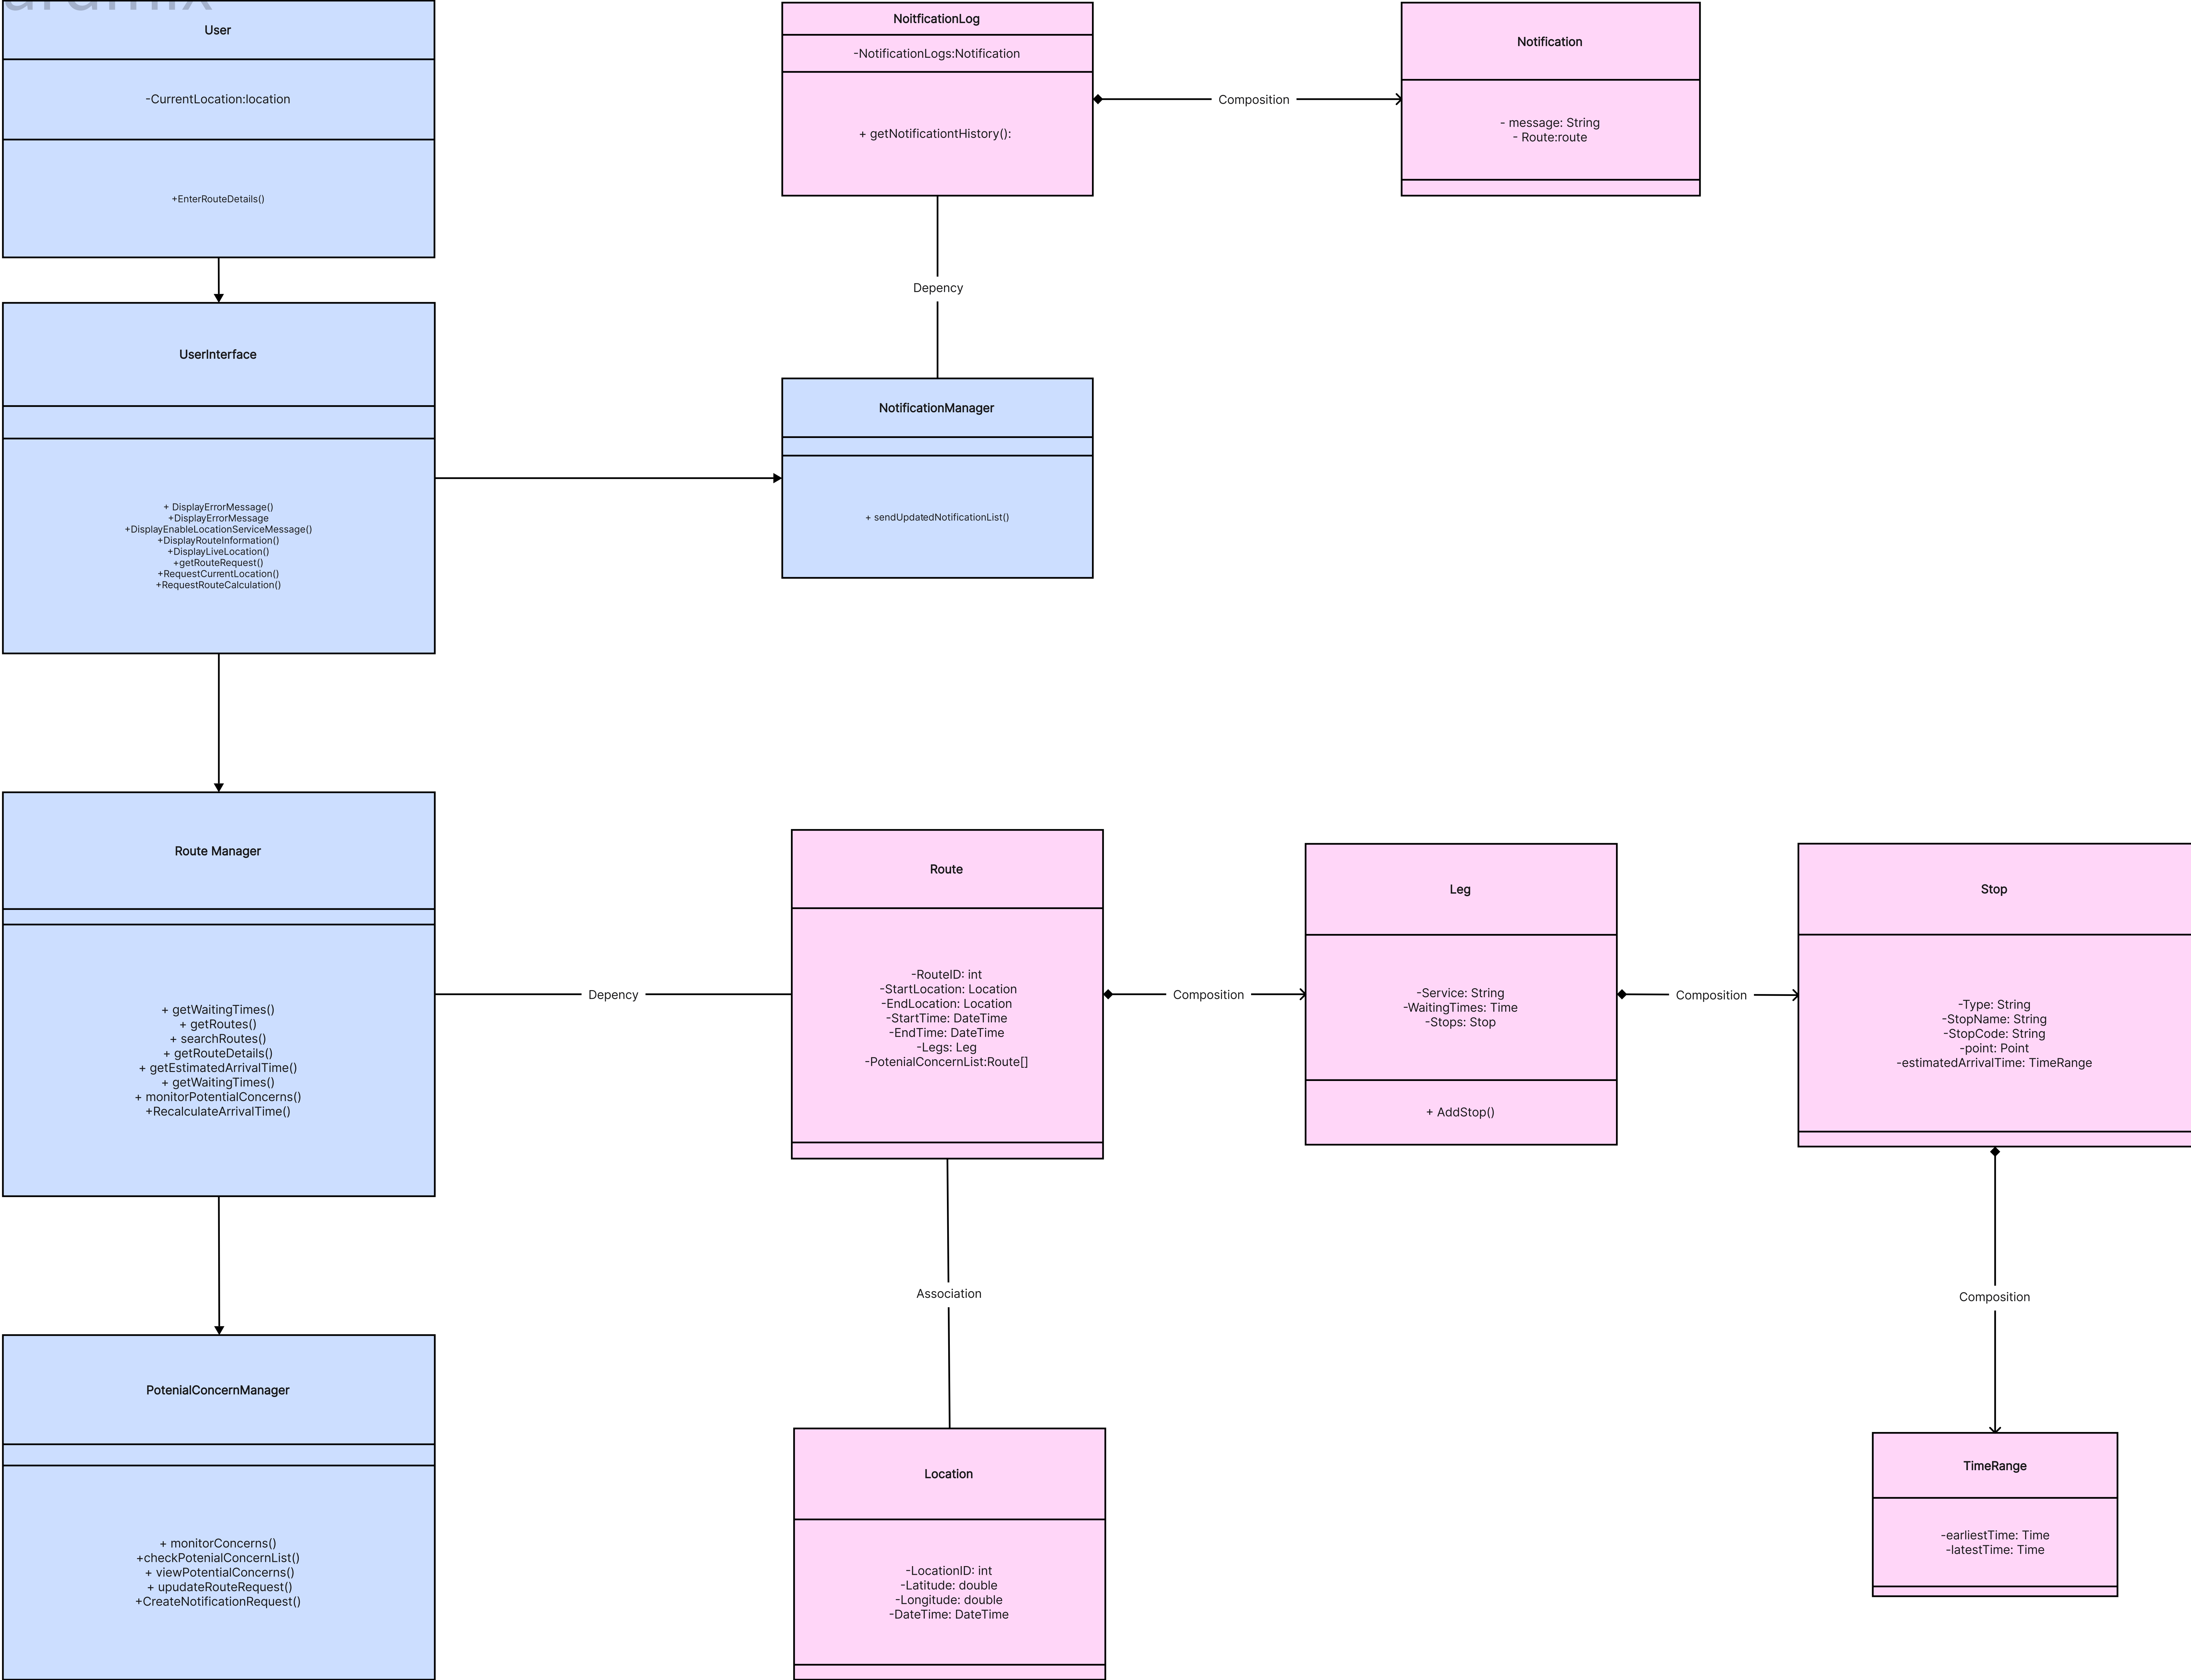 User
-CurrentLocation:location
+EnterRouteDetails()
NoitficationLog
-NotificationLogs:Notification
+ getNotificationtHistory():
Composition
Notification
- message: String
- Route:route
Depency
UserInterface
+ DisplayErrorMessage()
+DisplayErrorMessage
+DisplayEnableLocationServiceMessage()
+DisplayRouteInformation()
+DisplayLiveLocation()
+getRouteRequest()
+RequestCurrentLocation()
+RequestRouteCalculation()
NotificationManager
+ sendUpdatedNotificationList()
Route Manager
+ getWaitingTimes()
+ getRoutes()
+ searchRoutes()
+ getRouteDetails()
+ getEstimatedArrivalTime()
+ getWaitingTimes()
+ monitorPotentialConcerns()
+RecalculateArrivalTime()
Depency
Route
-RouteID: int
-StartLocation: Location
-EndLocation: Location
-StartTime: DateTime
-EndTime: DateTime
-Legs: Leg
-PotenialConcernList:Route[]
Composition
Leg
-Service: String
-WaitingTimes: Time
-Stops: Stop
+ AddStop()
Composition
Stop
-Type: String
-StopName: String
-StopCode: String
-point: Point
-estimatedArrivalTime: TimeRange
Association
Composition
PotenialConcernManager
+ monitorConcerns()
+checkPotenialConcernList()
+ viewPotentialConcerns()
+ upudateRouteRequest()
+CreateNotificationRequest()
Location
-LocationID: int
-Latitude: double
-Longitude: double
-DateTime: DateTime
TimeRange
-earliestTime: Time
-latestTime: Time